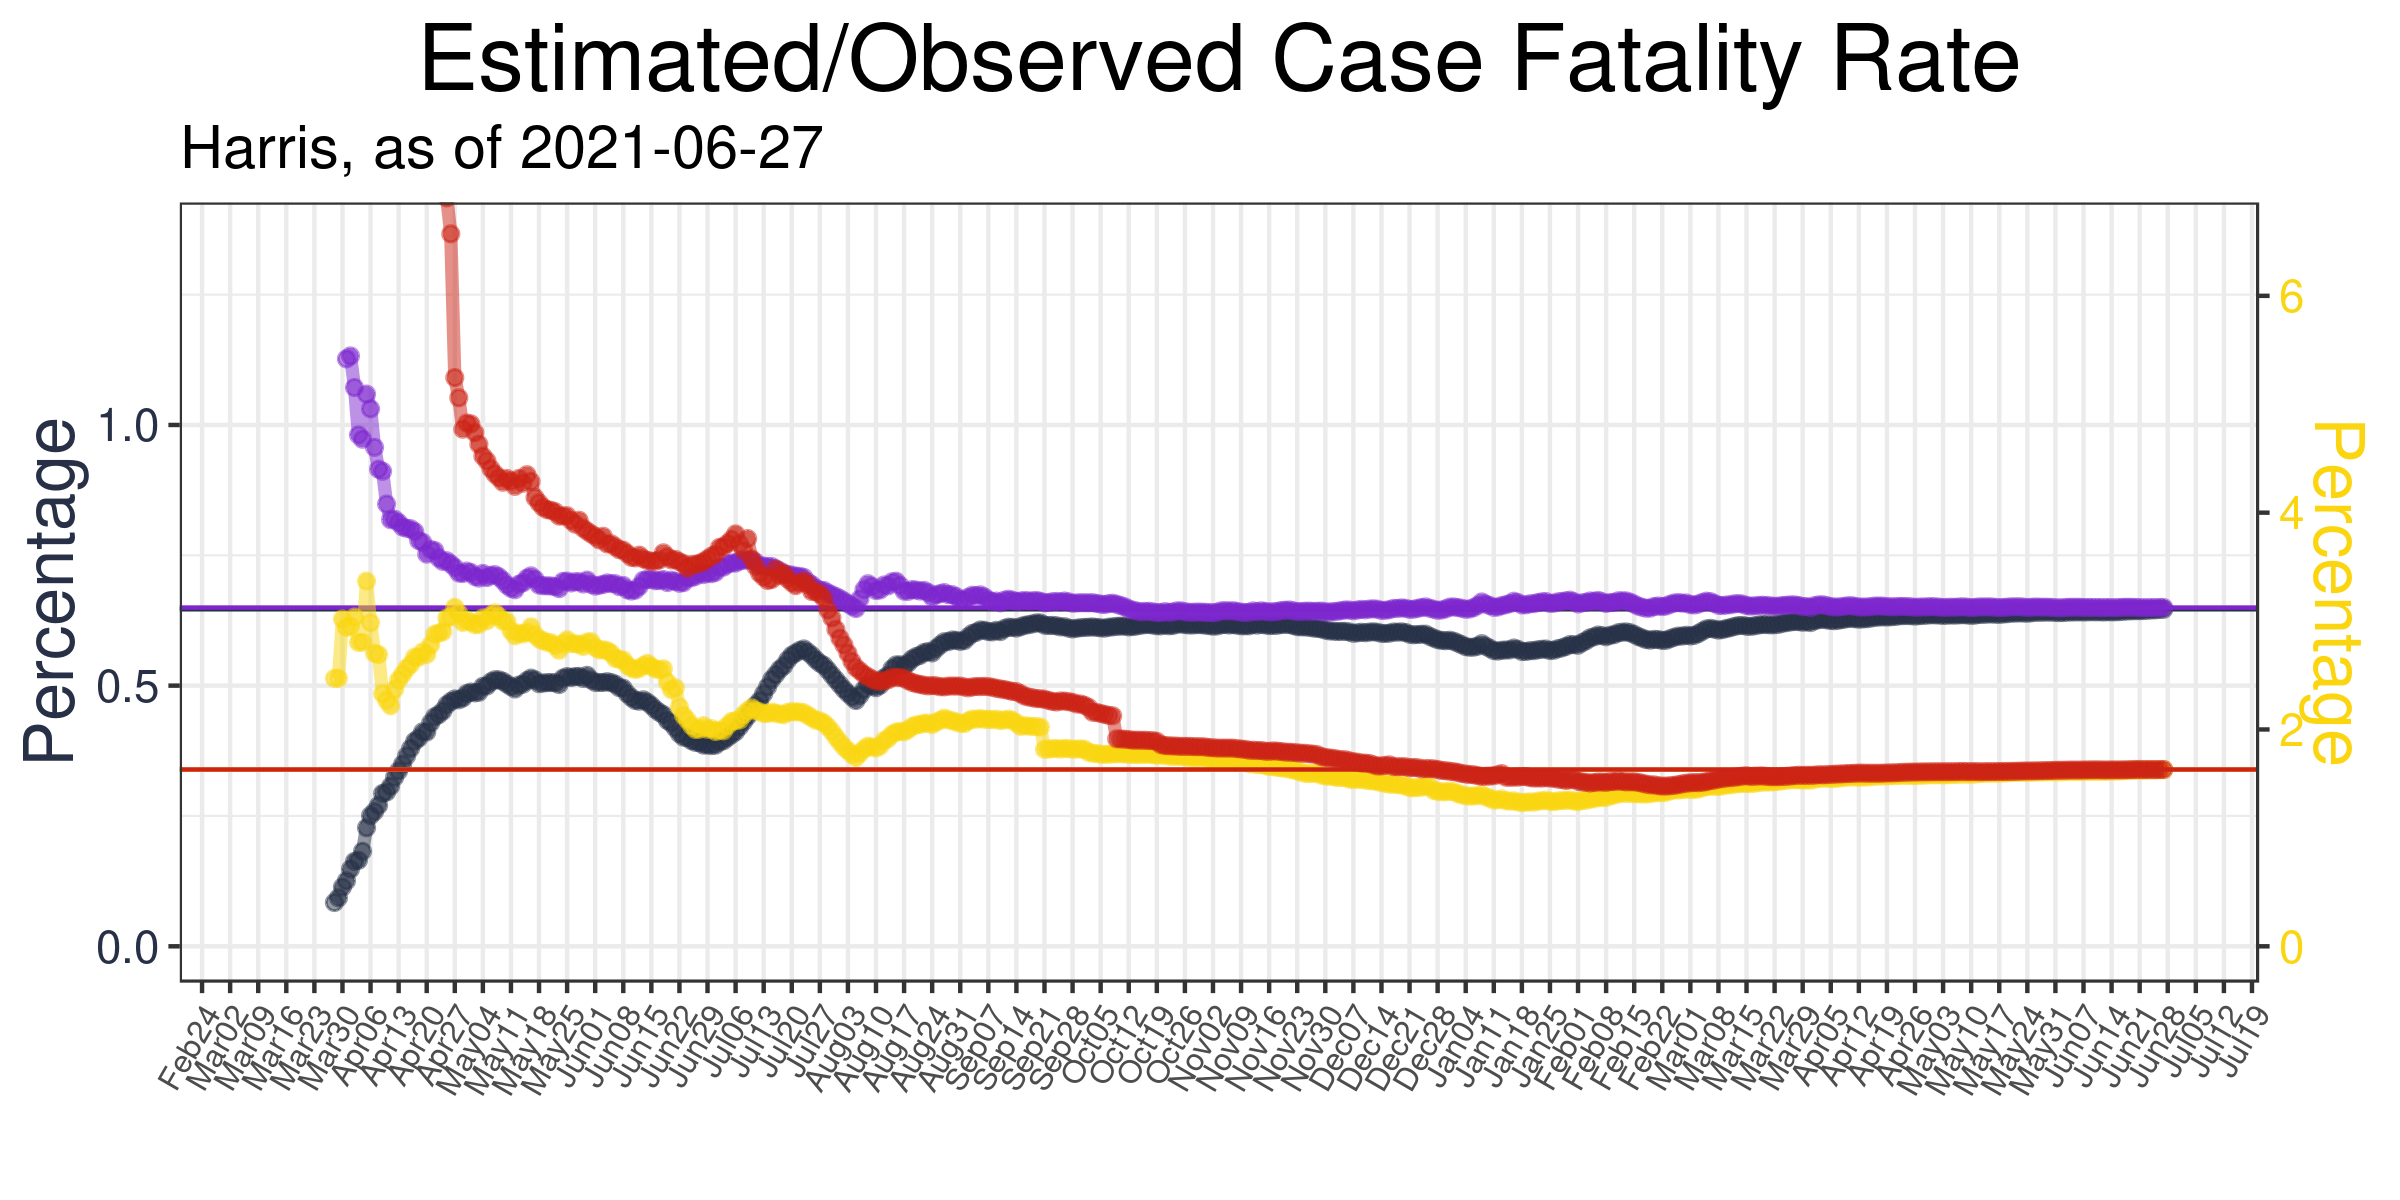 Estimated/Observed Case Fatality Rate
Harris, as of 2021-06-27
Percentage
1.0
0.5
0.0
6
4
2
0
Percentage
Feb24
Mar02
Mar09
Mar16
Mar23
Mar30
Apr06
Apr13
Apr20
Apr27
May04
May11
May18
May25
Jun01
Jun08
Jun15
Jun22
Jun29
Jul06
Jul13
Jul20
Jul27
Aug03
Aug10
Aug17
Aug24
Aug31
Sep07
Sep14
Sep21
Sep28
Oct05
Oct12
Oct19
Oct26
Nov02
Nov09
Nov16
Nov23
Nov30
Dec07
Dec14
Dec21
Dec28
Jan04
Jan11
Jan18
Jan25
Feb01
Feb08
Feb15
Feb22
Mar01
Mar08
Mar15
Mar22
Mar29
Apr05
Apr12
Apr19
Apr26
May03
May10
May17
May24
May31
Jun07
Jun14
Jun21
Jun28
Jul05
Jul12
Jul19